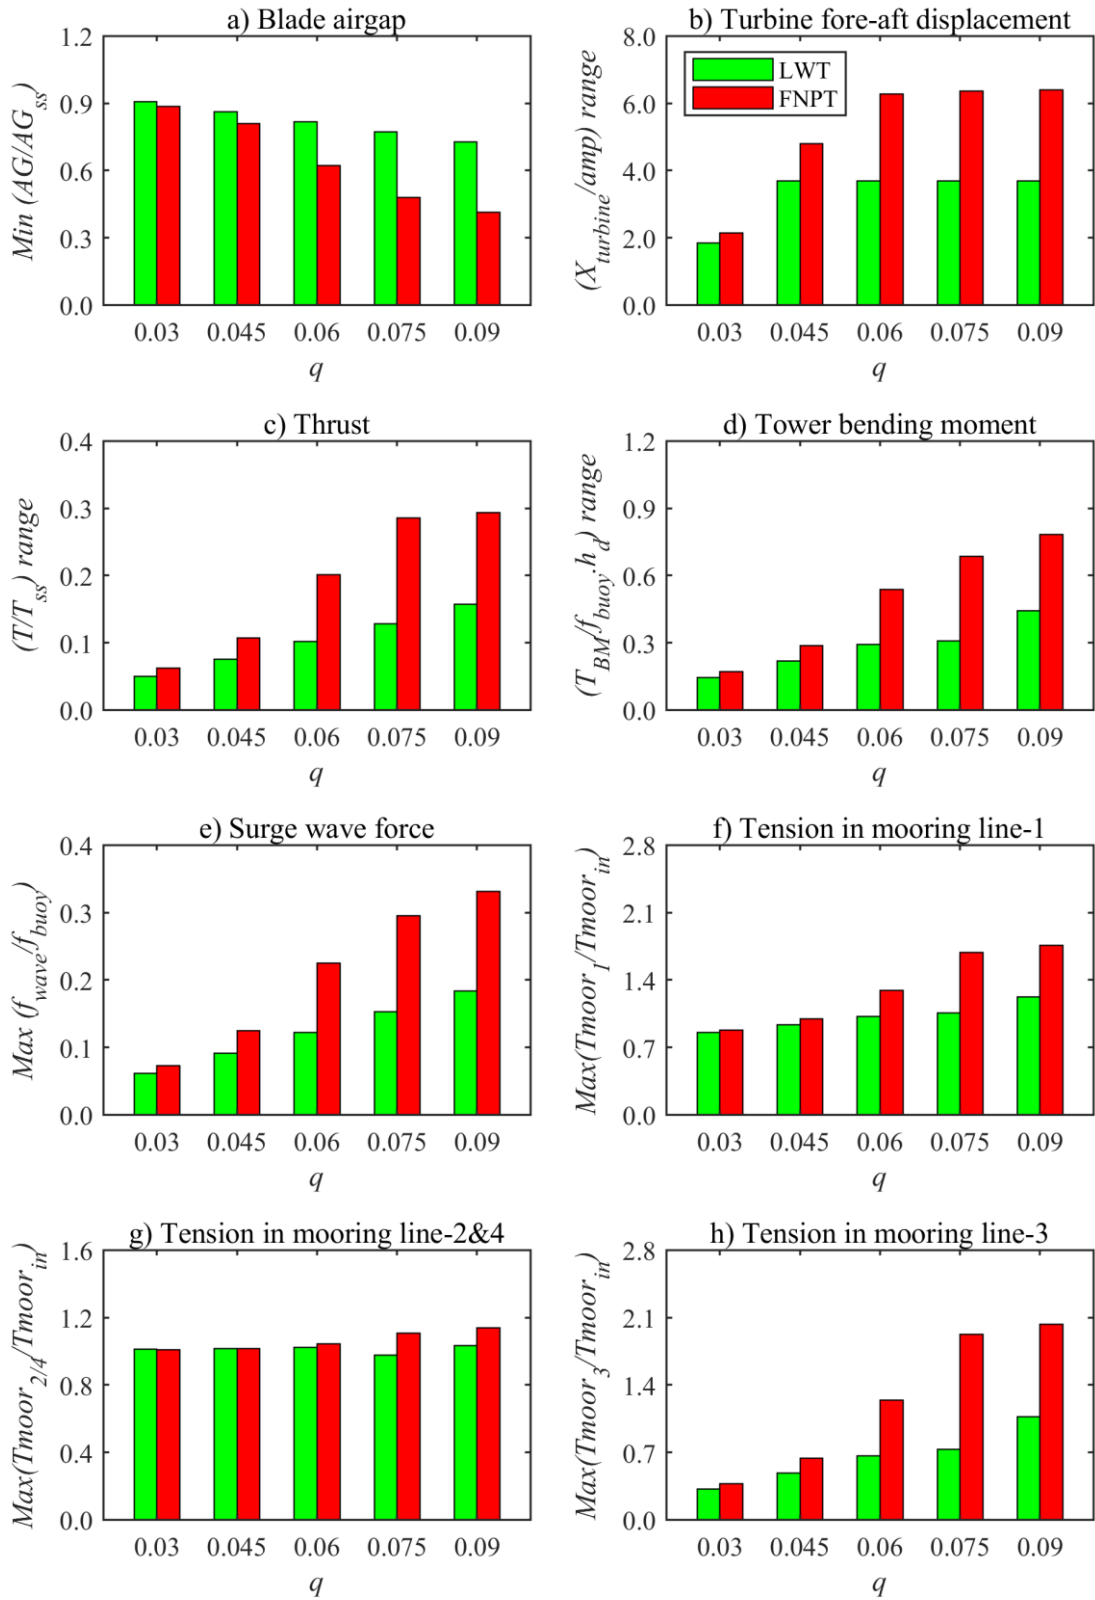 a) Blade airgap
Min (AG/AG_ss)
1.2
0.9
0.6
0.3
0.0
0.03 0.045 0.06 0.075 0.09
q
b) Turbine fore-aft displacement
(X_turbine/amp) range
8.0
6.0
4.0
2.0
0.0
LWT
FNPT
0.03 0.045 0.06 0.075 0.09
q
c) Thrust
(T/T_ss) range
0.4
0.3
0.2
0.1
0.0
0.03 0.045 0.06 0.075 0.09
q
d) Tower bending moment
(T_BM/f_buoy.h_d) range
1.2
0.9
0.6
0.3
0.0
0.03 0.045 0.06 0.075 0.09
q
e) Surge wave force
Max (f_wave/f_buoy)
0.4
0.3
0.2
0.1
0.0
0.03 0.045 0.06 0.075 0.09
q
f) Tension in mooring line-1
Max(Tmoor_1/Tmoor_in)
2.8
2.1
1.4
0.7
0.0
0.03 0.045 0.06 0.075 0.09
q
g) Tension in mooring line-2&4
Max(Tmoor_2/4/Tmoor_in)
1.6
1.2
0.8
0.4
0.0
0.03 0.045 0.06 0.075 0.09
q
h) Tension in mooring line-3
Max(Tmoor_3/Tmoor_in)
2.8
2.1
1.4
0.7
0.0
0.03 0.045 0.06 0.075 0.09
q